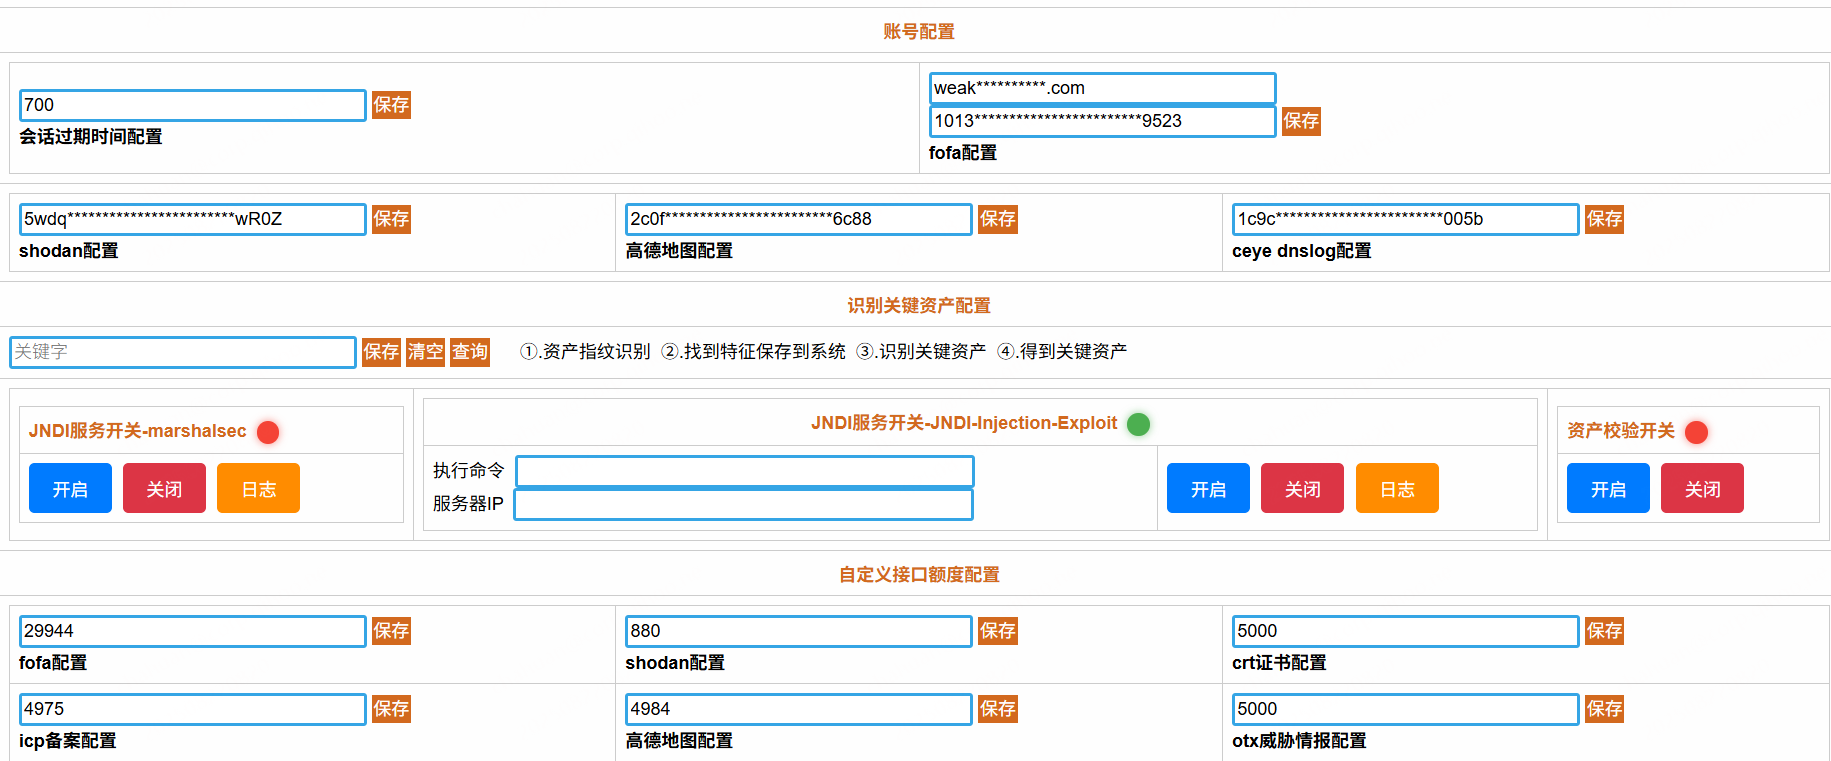 账号配置
700 保存
会话过期时间配置
weak**********.com
1013************************9523 保存
fofa配置
5wdq************************wR0Z 保存
shodan配置
2c0f************************6c88 保存
高德地图配置
1c9c************************005b 保存
ceye dnslog配置
识别关键资产配置
关键字 保存 清空 查询 ①.资产指纹识别 ②.找到特征保存到系统 ③.识别关键资产 ④.得到关键资产
JNDI服务开关-marshalsec
开启 关闭 日志
JNDI服务开关-JNDI-Injection-Exploit
执行命令
服务器IP
开启 关闭 日志
资产校验开关
开启 关闭
自定义接口额度配置
29944 保存
fofa配置
880 保存
shodan配置
5000 保存
crt证书配置
4975 保存
icp备案配置
4984 保存
高德地图配置
5000 保存
otx威胁情报配置